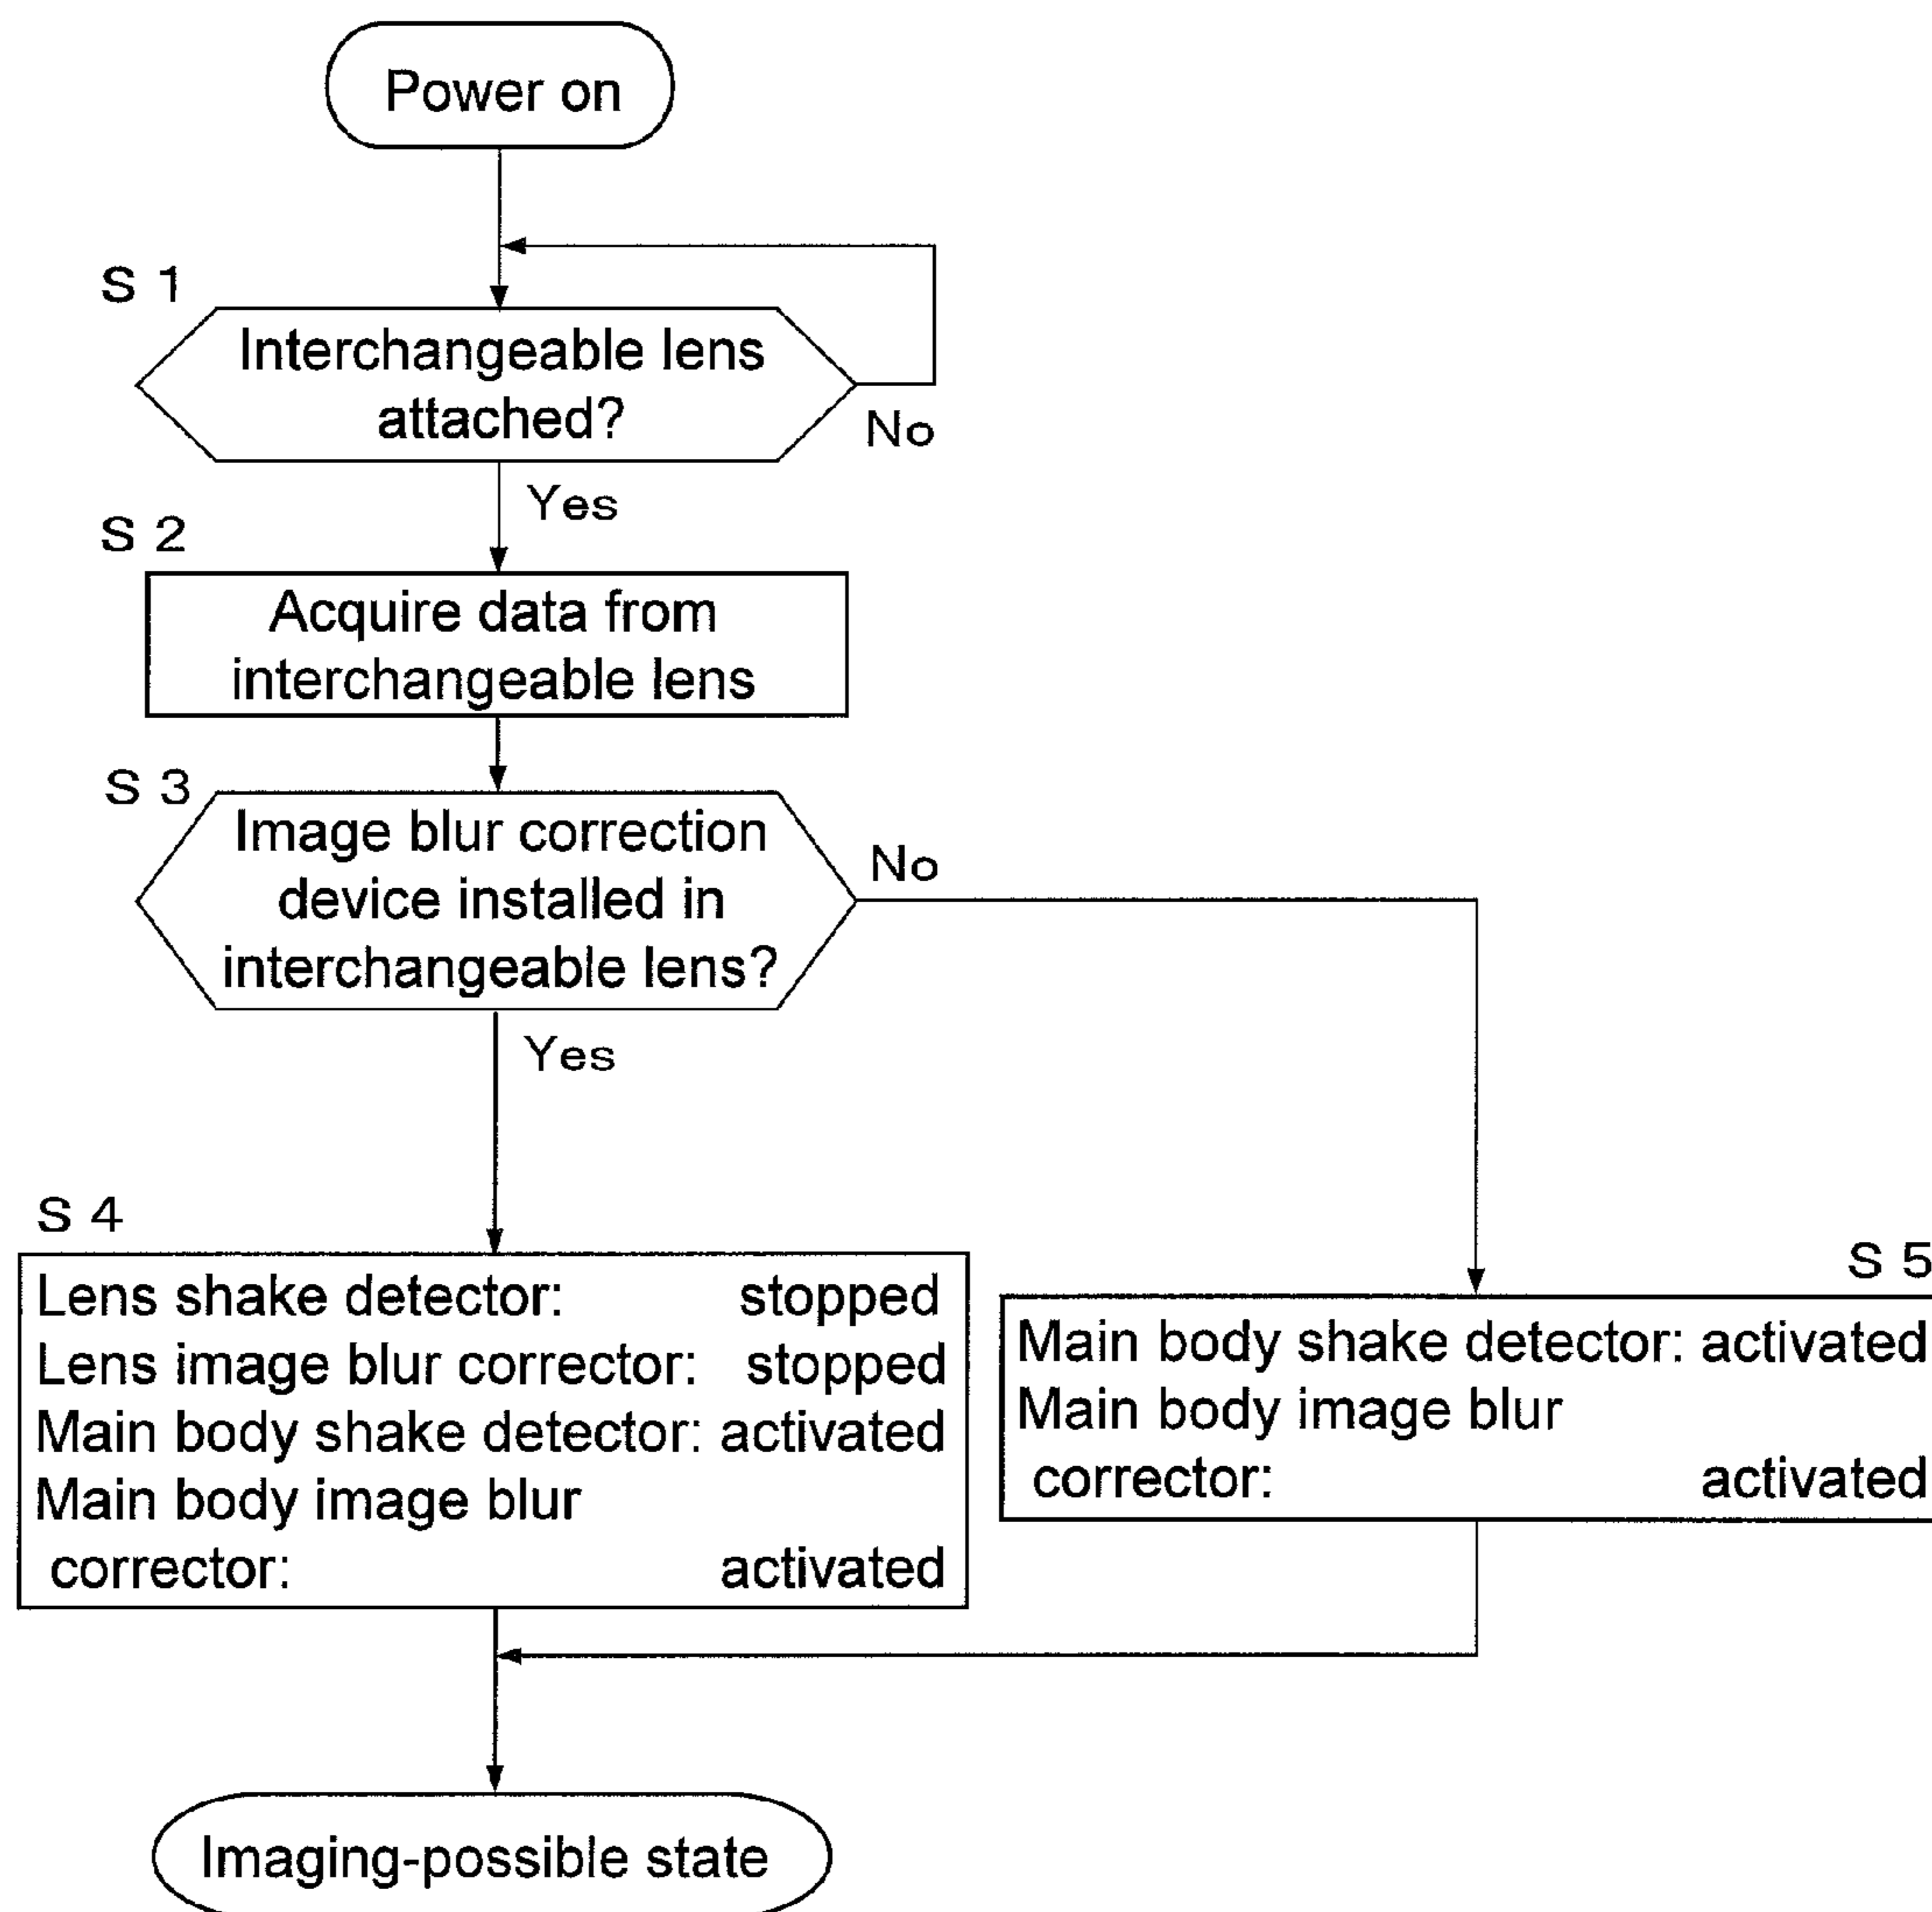 Power on
S 1
Interchangeable lens
attached?
No
Yes
S 2
Acquire data from
interchangeable lens
S 3
Image blur correction
device installed in
interchangeable lens?
No
Yes
S 4
Lens shake detector: stopped
Lens image blur corrector: stopped
Main body shake detector: activated
Main body image blur
corrector: activated
S 5
Main body shake detector: activated
Main body image blur
corrector: activated
Imaging-possible state